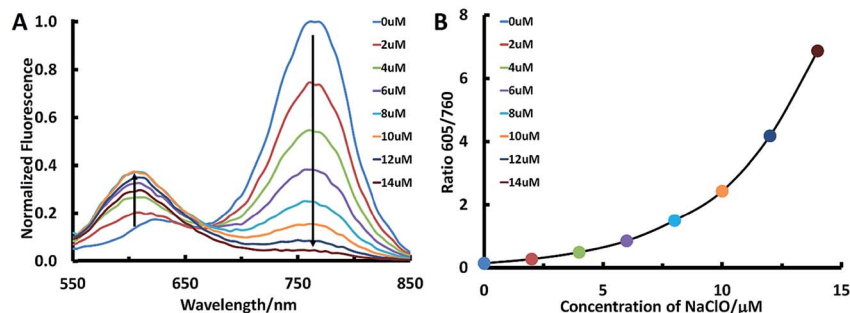 A
Normalized Fluorescence
1.0
0.8
0.6
0.4
0.2
0.0
550
650
750
850
Wavelength/nm
0uM
2uM
4uM
6uM
8uM
10uM
12uM
14uM
B
Ratio 605/760
8
6
4
2
0
0
5
10
15
Concentration of NaClO/μM
0uM
2uM
4uM
6uM
8uM
10uM
12uM
14uM